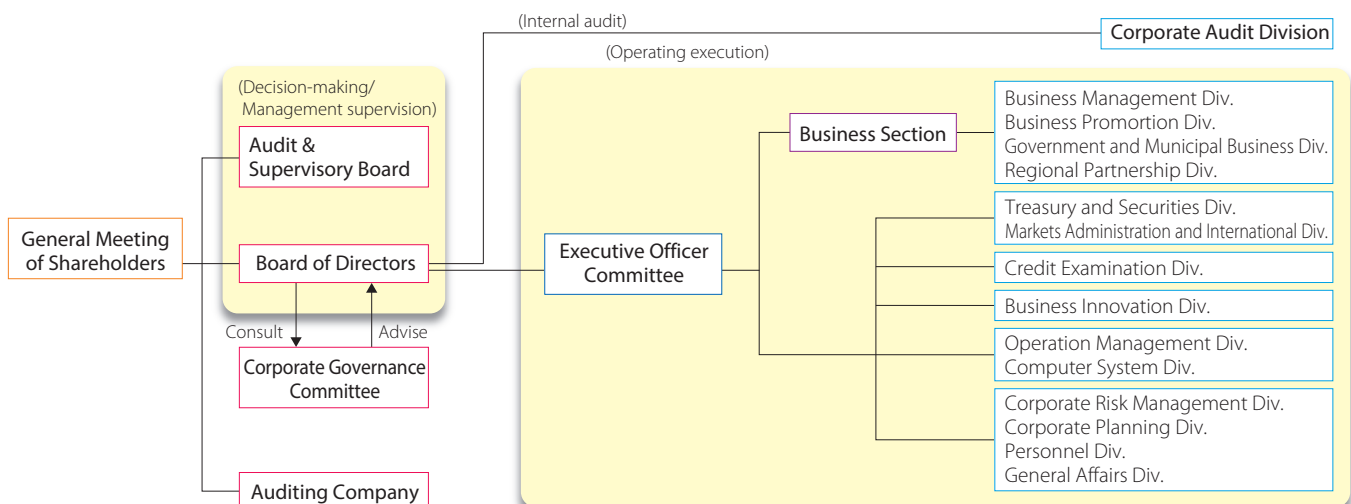 (Internal audit)
Corporate Audit Division
(Operating execution)
(Decision-making/
Management supervision)
Audit &
Supervisory Board
General Meeting
of Shareholders
Board of Directors
Consult
Advise
Corporate Governance
Committee
Auditing Company
Executive Officer
Committee
Business Section
Business Management Div.
Business Promortion Div.
Government and Municipal Business Div.
Regional Partnership Div.
Treasury and Securities Div.
Markets Administration and International Div.
Credit Examination Div.
Business Innovation Div.
Operation Management Div.
Computer System Div.
Corporate Risk Management Div.
Corporate Planning Div.
Personnel Div.
General Affairs Div.